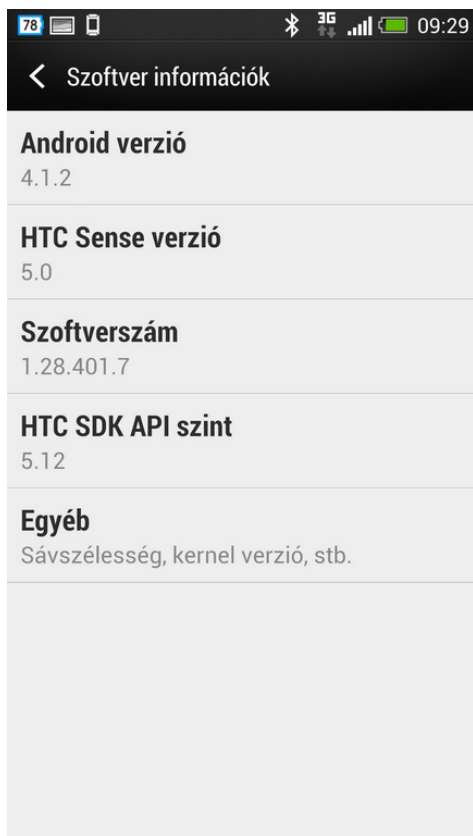 78 3G 09:29
Szoftver információk
Android verzió
4.1.2
HTC Sense verzió
5.0
Szoftverszám
1.28.401.7
HTC SDK API szint
5.12
Egyéb
Sávszélesség, kernel verzió, stb.